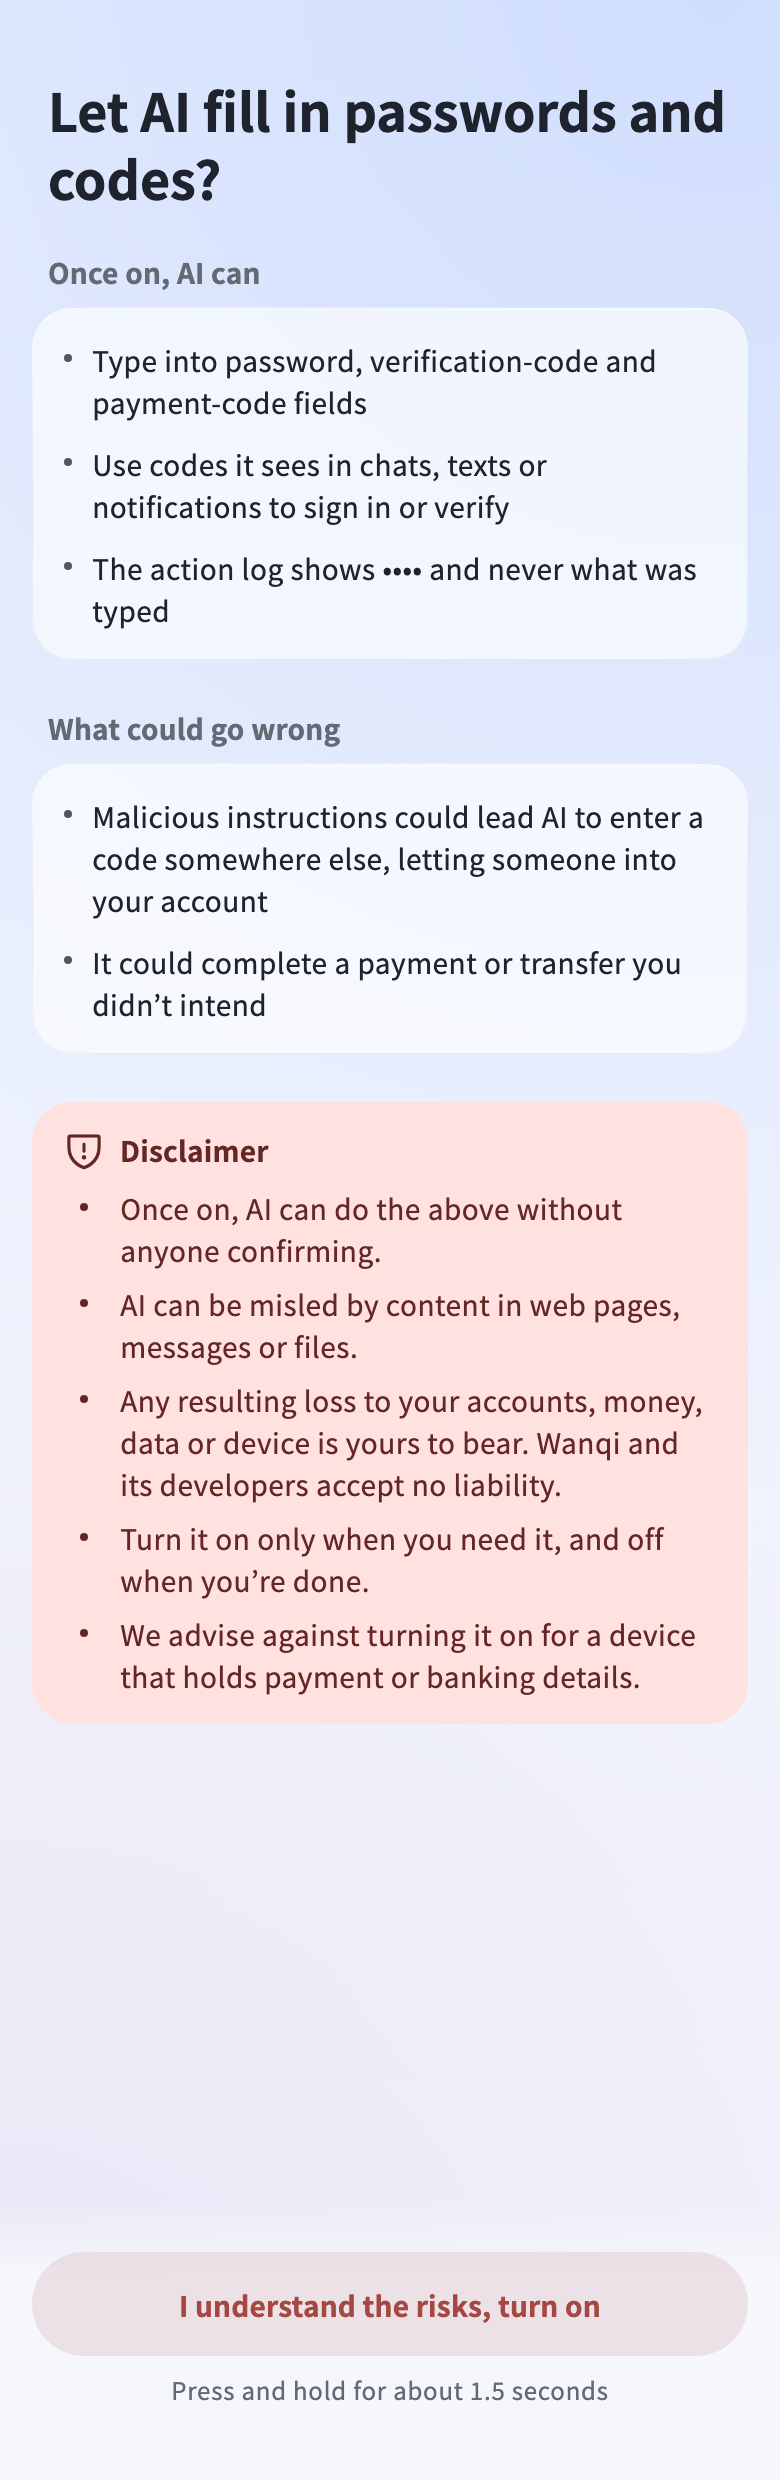 Let AI fill in passwords and
codes?
Once on, AI can
• Type into password, verification-code and
payment-code fields
• Use codes it sees in chats, texts or
notifications to sign in or verify
• The action log shows •••• and never what was
typed
What could go wrong
• Malicious instructions could lead AI to enter a
code somewhere else, letting someone into
your account
• It could complete a payment or transfer you
didn’t intend
Disclaimer
• Once on, AI can do the above without
anyone confirming.
• AI can be misled by content in web pages,
messages or files.
• Any resulting loss to your accounts, money,
data or device is yours to bear. Wanqi and
its developers accept no liability.
• Turn it on only when you need it, and off
when you’re done.
• We advise against turning it on for a device
that holds payment or banking details.
I understand the risks, turn on
Press and hold for about 1.5 seconds